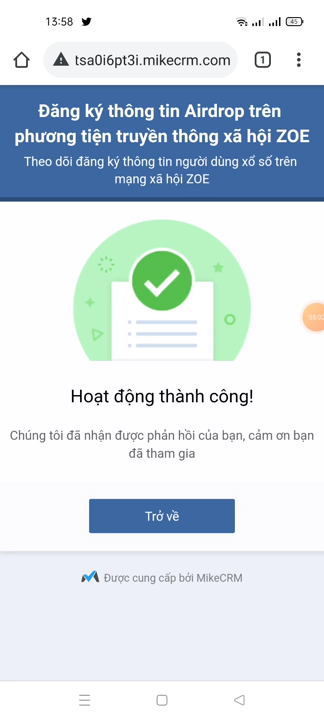 13:58
45
tsa0i6pt3i.mikecrm.com
1
Đăng ký thông tin Airdrop trên
phương tiện truyền thông xã hội ZOE
Theo dõi đăng ký thông tin người dùng xổ số trên
mạng xã hội ZOE
Hoạt động thành công!
Chúng tôi đã nhận được phản hồi của bạn, cảm ơn bạn
đã tham gia
Trở về
Được cung cấp bởi MikeCRM